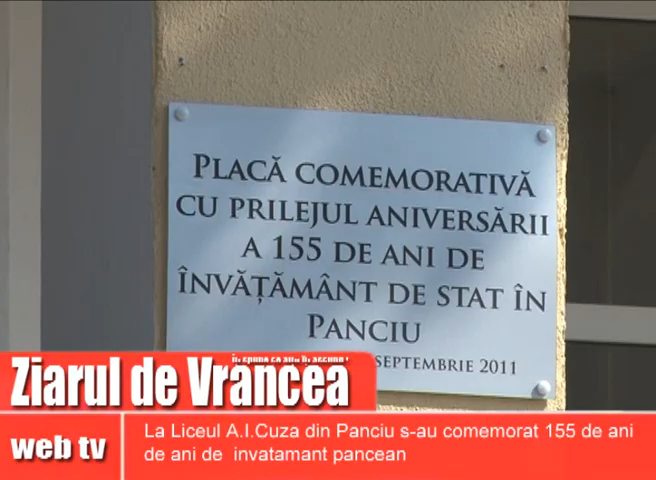 PLACĂ COMEMORATIVĂ
CU PRILEJUL ANIVERSĂRII
A 155 DE ANI DE
ÎNVĂȚĂMÂNT DE STAT ÎN
PANCIU
SEPTEMBRIE 2011
Ziarul de Vrancea
web tv
La Liceul A.I.Cuza din Panciu s-au comemorat 155 de ani
de ani de invatamant pancean